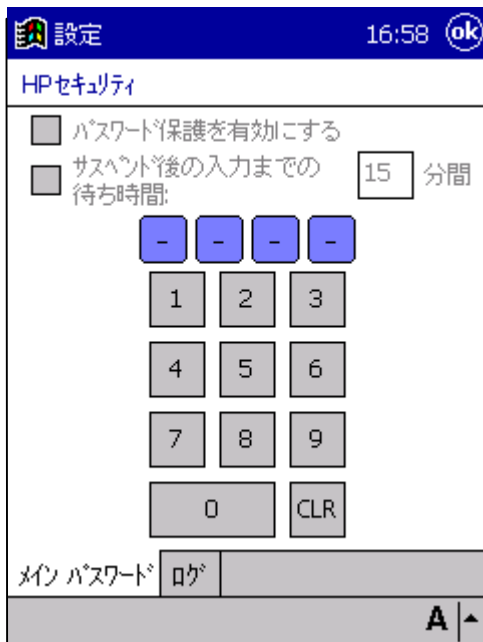 設定 16:58 ok
HPｾｷｭﾘﾃｨ
ﾊﾟｽﾜｰﾄﾞ保護を有効にする
ｻｽﾍﾟﾝﾄﾞ後の入力までの
待ち時間: 15 分間
- - - -
1 2 3
4 5 6
7 8 9
0 CLR
ﾒｲﾝ ﾊﾟｽﾜｰﾄﾞ ﾛｸﾞ
A